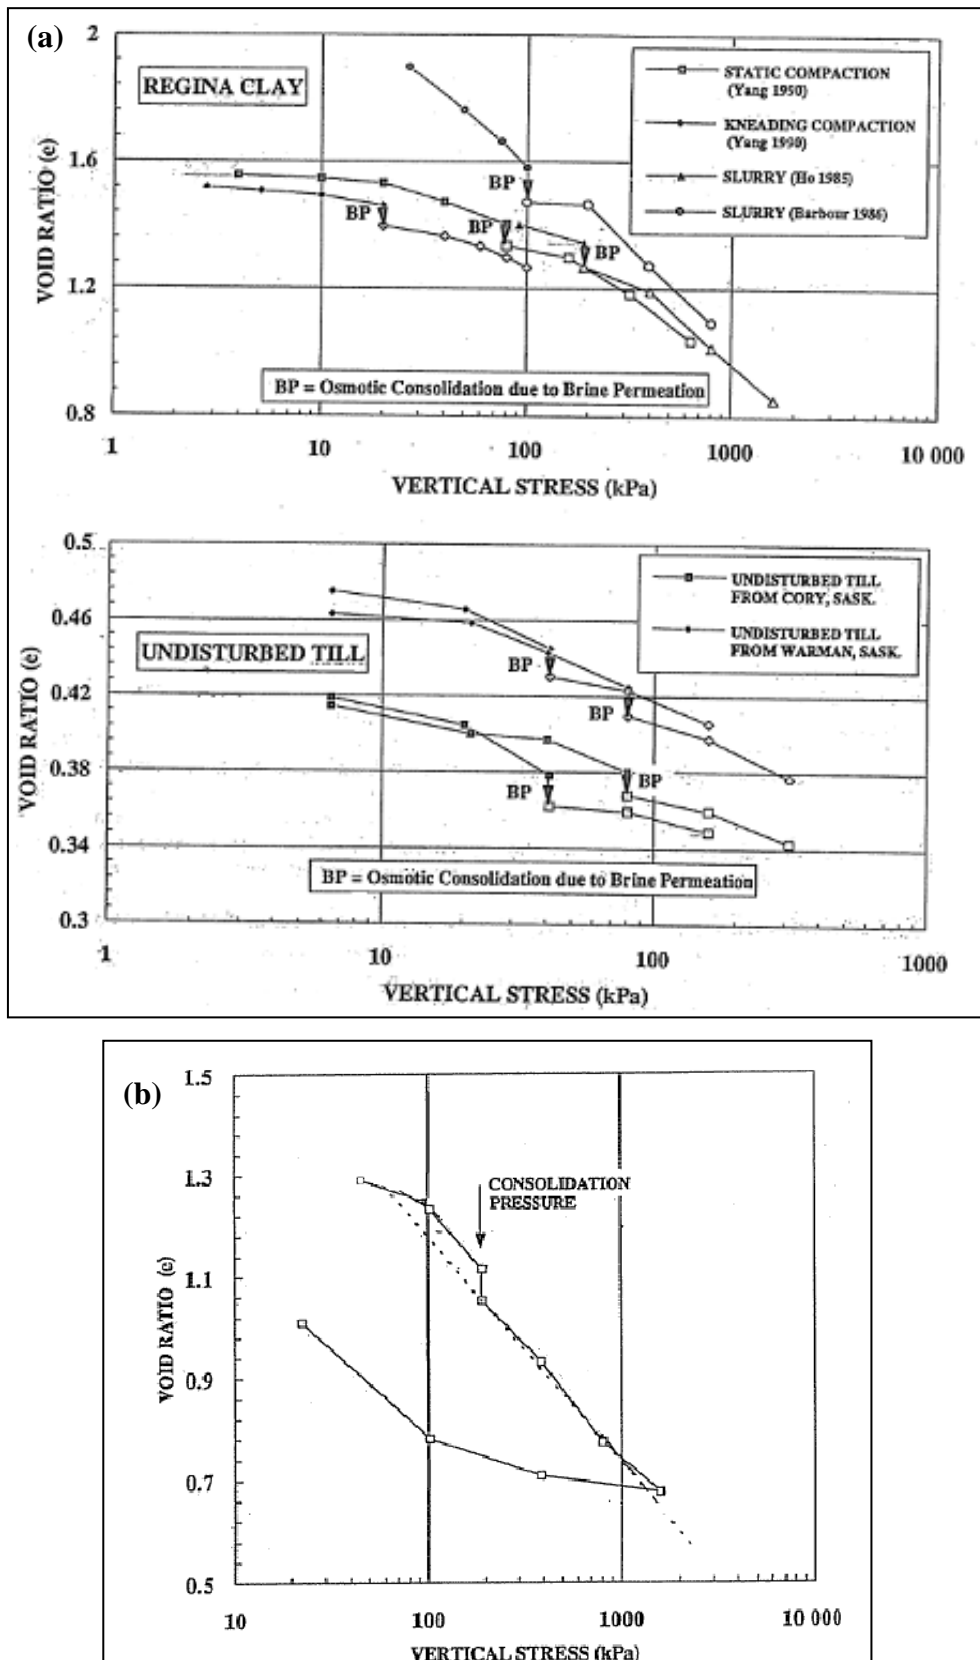 (a)
2
1.6
1.2
0.8
VOID RATIO (e)
REGINA CLAY
STATIC COMPACTION
(Yang 1990)
KNEADING COMPACTION
(Yang 1990)
SLURRY (Ho 1985)
SLURRY (Barbour 1986)
BP
BP
BP
BP
BP = Osmotic Consolidation due to Brine Permeation
1 10 100 1000 10 000
VERTICAL STRESS (kPa)
0.5
0.46
0.42
0.38
0.34
0.3
VOID RATIO (e)
UNDISTURBED TILL
UNDISTURBED TILL
FROM CORY, SASK.
UNDISTURBED TILL
FROM WARMAN, SASK.
BP
BP
BP
BP
BP = Osmotic Consolidation due to Brine Permeation
1 10 100 1000
VERTICAL STRESS (kPa)
(b)
1.5
1.3
1.1
0.9
0.7
0.5
VOID RATIO (e)
CONSOLIDATION
PRESSURE
10 100 1000 10 000
VERTICAL STRESS (kPa)